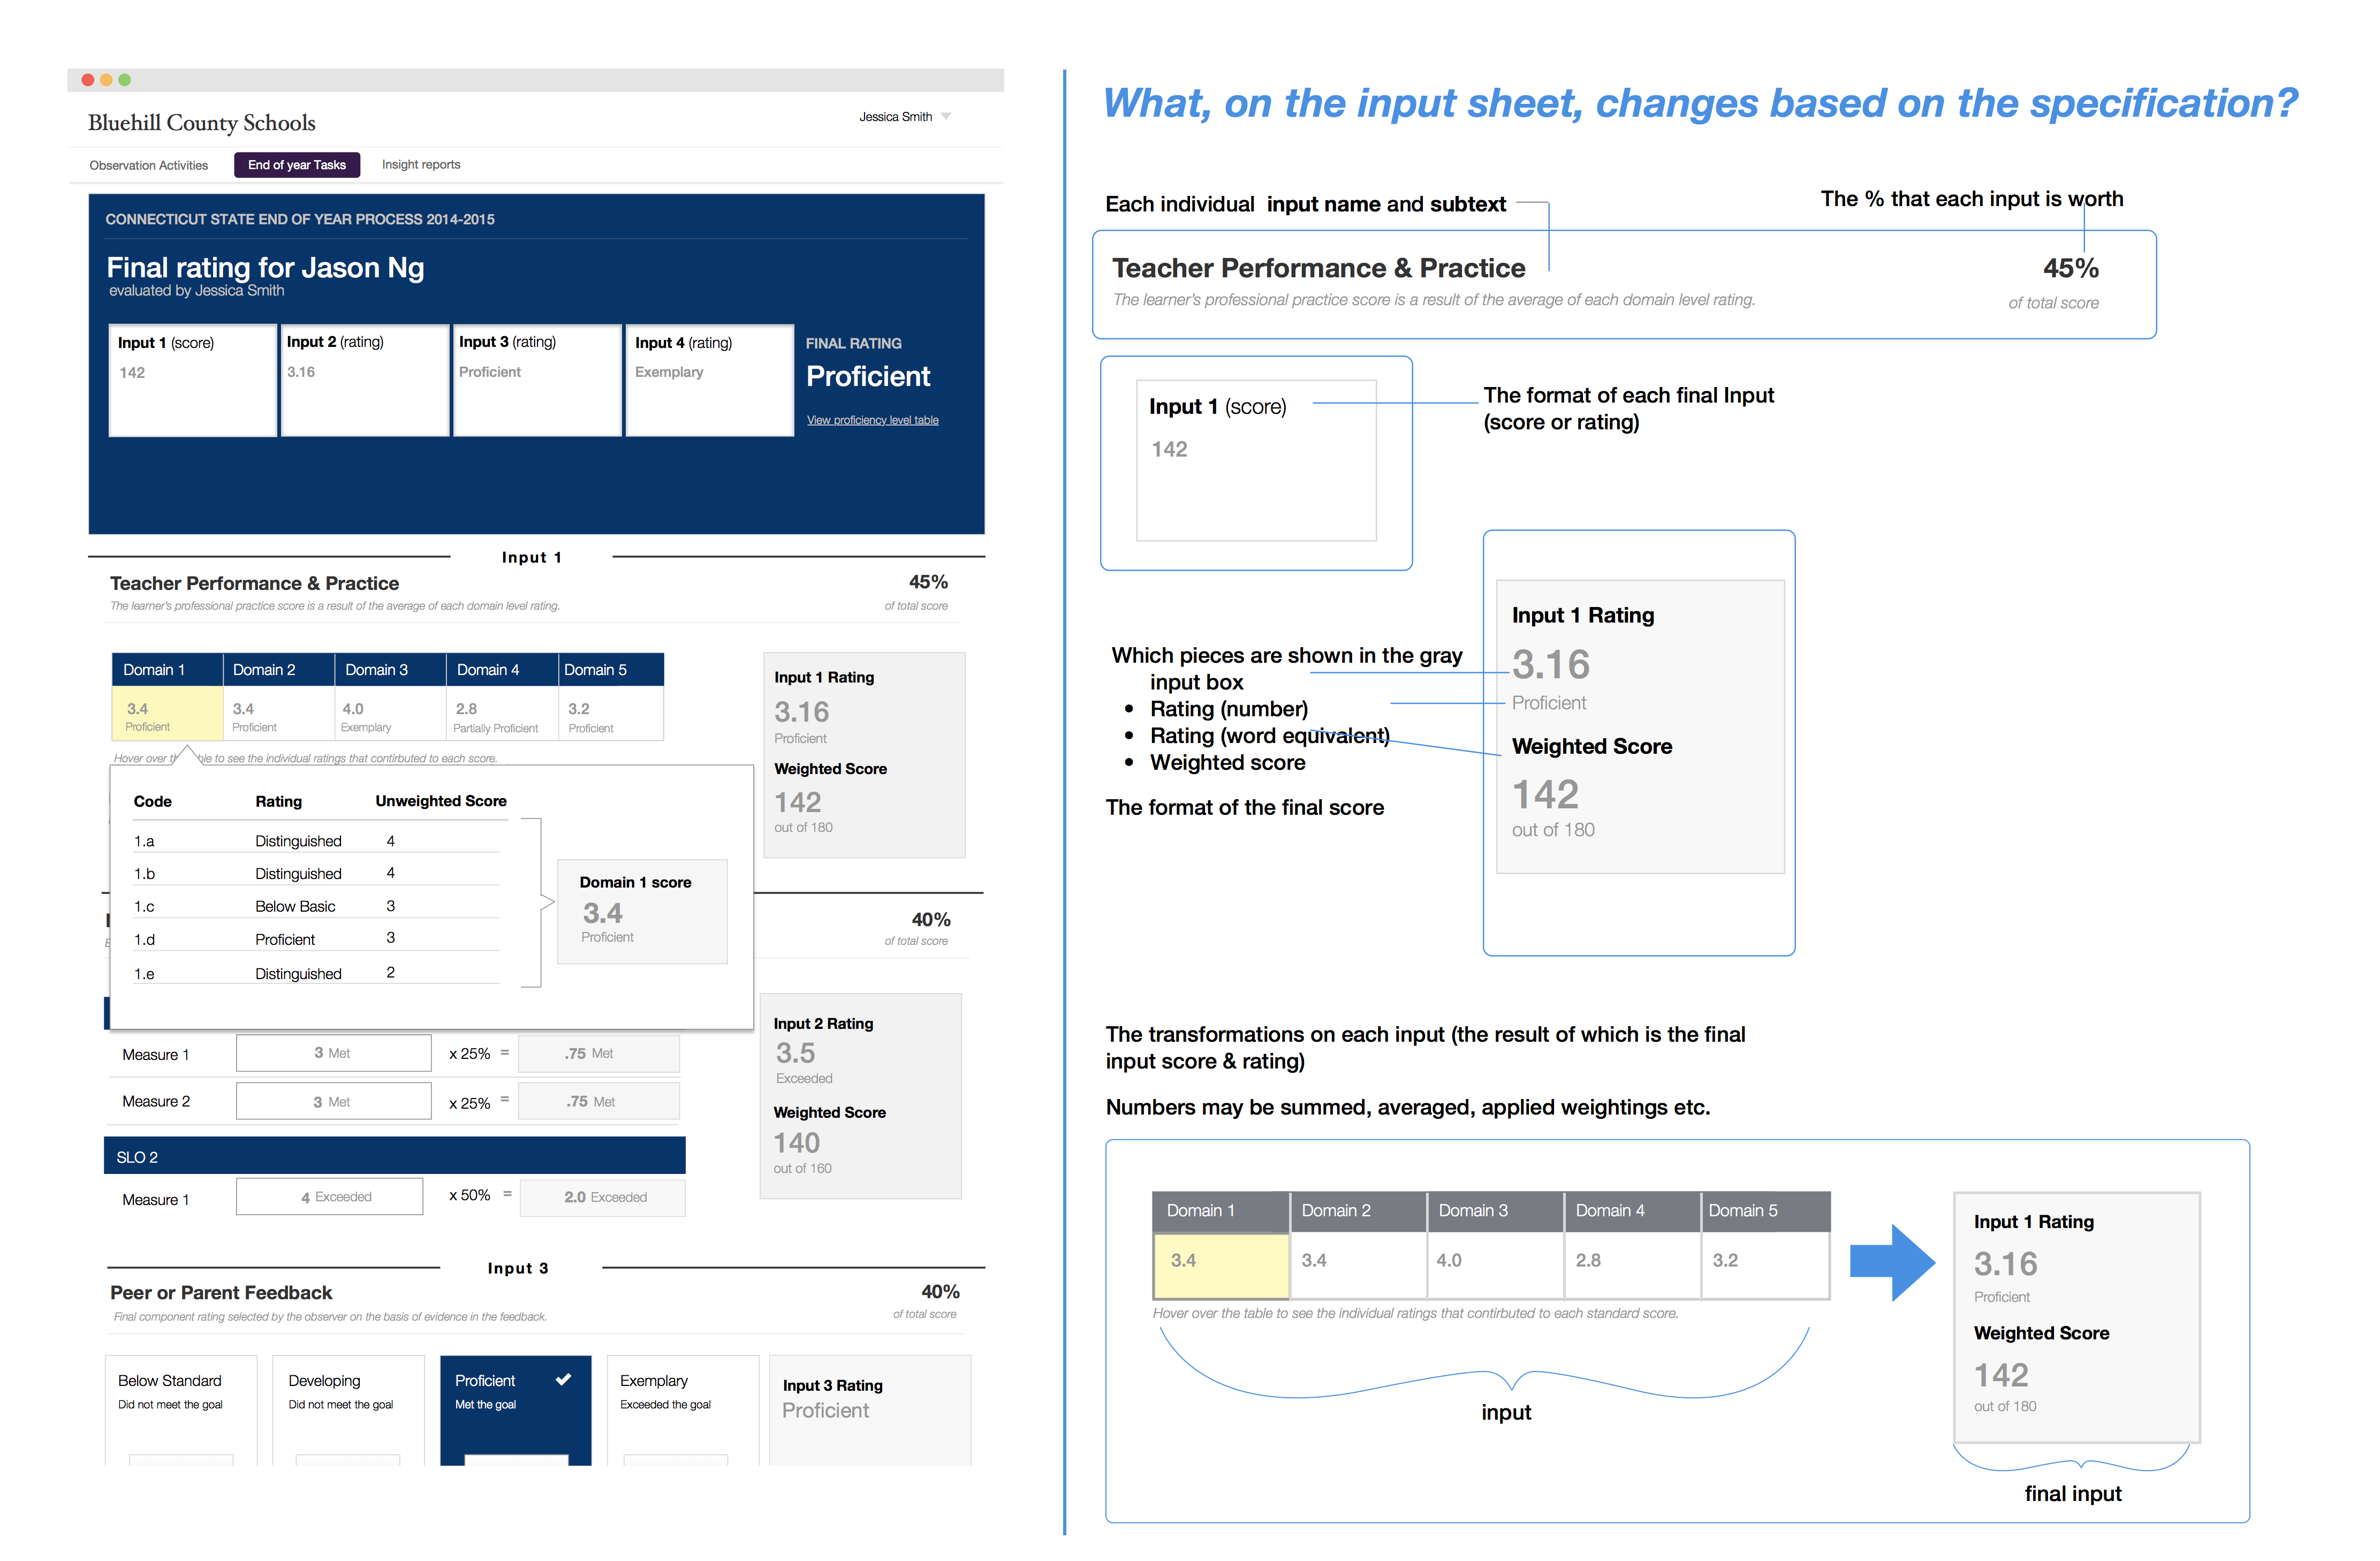 Bluehill County Schools
Jessica Smith
Observation Activities
End of year Tasks
Insight reports
CONNECTICUT STATE END OF YEAR PROCESS 2014-2015
Final rating for Jason Ng
evaluated by Jessica Smith
Input 1 (score)
142
Input 2 (rating)
3.16
Input 3 (rating)
Proficient
Input 4 (rating)
Exemplary
FINAL RATING
Proficient
View proficiency level table
Input 1
Teacher Performance & Practice
45%
The learner's professional practice score is a result of the average of each domain level rating.
of total score
Domain 1 Domain 2 Domain 3 Domain 4 Domain 5
3.4 3.4 4.0 2.8 3.2
Proficient Proficient Exemplary Partially Proficient Proficient
Hover over th ble to see the individual ratings that contirbuted to each score.
Input 1 Rating
3.16
Proficient
Weighted Score
142
out of 180
Code Rating Unweighted Score
1.a Distinguished 4
1.b Distinguished 4
1.c Below Basic 3
1.d Proficient 3
1.e Distinguished 2
Domain 1 score
3.4
Proficient
40%
of total score
Measure 1 3 Met x 25% = .75 Met
Measure 2 3 Met x 25% = .75 Met
SLO 2
Measure 1 4 Exceeded x 50% = 2.0 Exceeded
Input 2 Rating
3.5
Exceeded
Weighted Score
140
out of 160
Input 3
Peer or Parent Feedback
40%
Final component rating selected by the observer on the basis of evidence in the feedback.
of total score
Below Standard
Did not meet the goal
Developing
Did not meet the goal
Proficient
Met the goal
Exemplary
Exceeded the goal
Input 3 Rating
Proficient
What, on the input sheet, changes based on the specification?
Each individual input name and subtext
The % that each input is worth
Teacher Performance & Practice
45%
The learner's professional practice score is a result of the average of each domain level rating.
of total score
Input 1 (score)
142
The format of each final Input
(score or rating)
Which pieces are shown in the gray
input box
• Rating (number)
• Rating (word equivalent)
• Weighted score
The format of the final score
Input 1 Rating
3.16
Proficient
Weighted Score
142
out of 180
The transformations on each input (the result of which is the final
input score & rating)
Numbers may be summed, averaged, applied weightings etc.
Domain 1 Domain 2 Domain 3 Domain 4 Domain 5
3.4 3.4 4.0 2.8 3.2
Hover over the table to see the individual ratings that contirbuted to each standard score.
input
Input 1 Rating
3.16
Proficient
Weighted Score
142
out of 180
final input